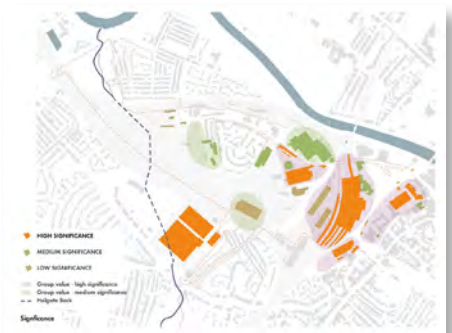 HIGH SIGNIFICANCE
MEDIUM SIGNIFICANCE
LOW SIGNIFICANCE
Group value - high significance
Group value - medium significance
Holgate Beck
Significance